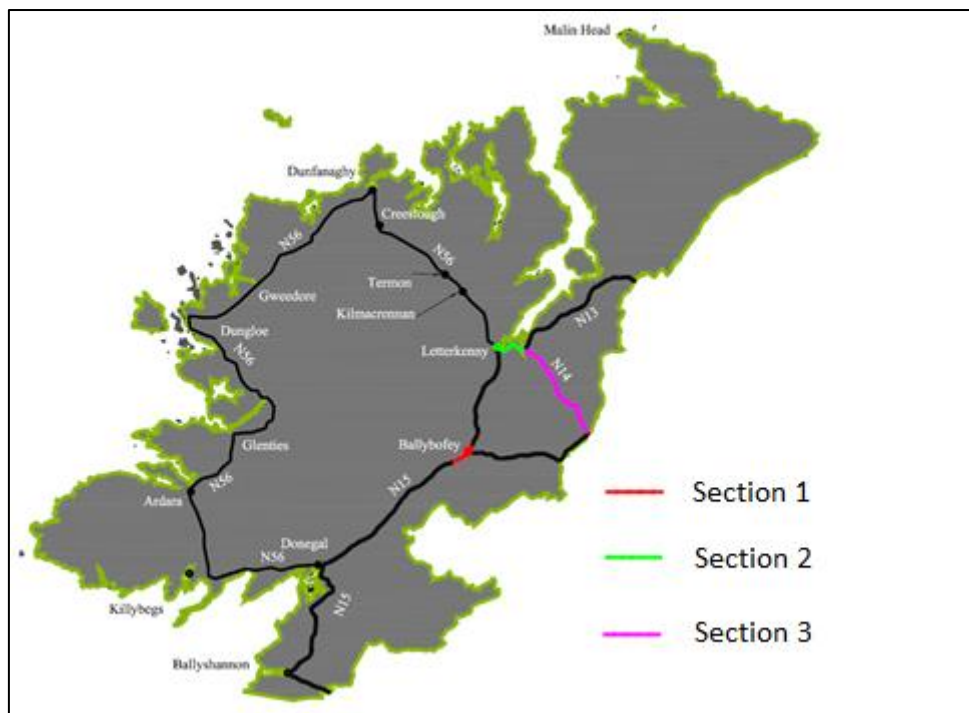 Malin Head
Dunfanaghy
Creeslough
N56
N56
Termon
Gweedore
Kilmacrennan
N13
Dungloe
Letterkenny
N56
N14
Ballybofey
Glenties
N15
N56
Ardara
Section 1
Donegal
N56
Section 2
Killybegs
N15
Section 3
Ballyshannon